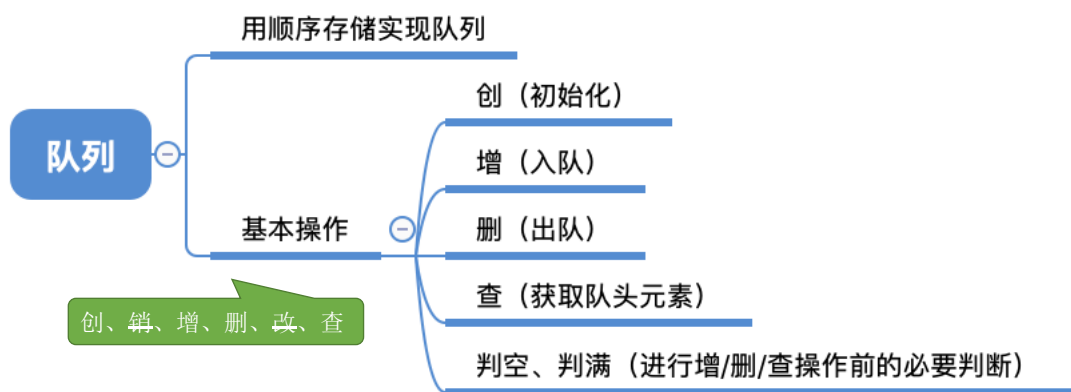 用顺序存储实现队列
队列
基本操作
创（初始化）
增（入队）
删（出队）
查（获取队头元素）
判空、判满（进行增/删/查操作前的必要判断）
创、销、增、删、改、查